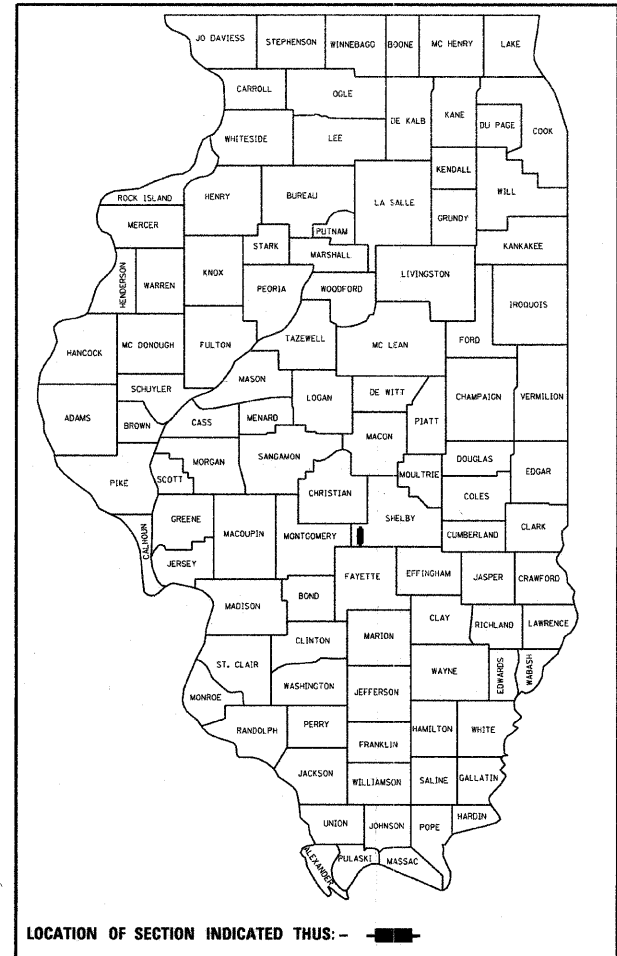 JO DAVIESS
STEPHENSON
WINNEBAGO
BOONE
MC HENRY
LAKE
CARROLL
OGLE
DE KALB
KANE
DU PAGE
COOK
WHITESIDE
LEE
KENDALL
WILL
ROCK ISLAND
HENRY
BUREAU
LA SALLE
GRUNDY
MERCER
PUTNAM
STARK
MARSHALL
KANKAKEE
HENDERSON
WARREN
KNOX
PEORIA
WOODFORD
LIVINGSTON
IROQUOIS
FORD
HANCOCK
MC DONOUGH
FULTON
TAZEWELL
MC LEAN
MASON
SCHUYLER
LOGAN
DE WITT
CHAMPAIGN
VERMILION
ADAMS
BROWN
CASS
MENARD
MACON
PIATT
PIKE
SCOTT
MORGAN
SANGAMON
CHRISTIAN
MOULTRIE
DOUGLAS
EDGAR
COLES
CALHOUN
GREENE
MACOUPIN
MONTGOMERY
SHELBY
CUMBERLAND
CLARK
JERSEY
FAYETTE
EFFINGHAM
JASPER
CRAWFORD
MADISON
BOND
CLAY
RICHLAND
LAWRENCE
CLINTON
MARION
ST. CLAIR
WAYNE
EDWARDS
WABASH
WASHINGTON
JEFFERSON
MONROE
RANDOLPH
PERRY
FRANKLIN
HAMILTON
WHITE
JACKSON
WILLIAMSON
SALINE
GALLATIN
UNION
JOHNSON
POPE
HARDIN
ALEXANDER
PULASKI
MASSAC
LOCATION OF SECTION INDICATED THUS: -